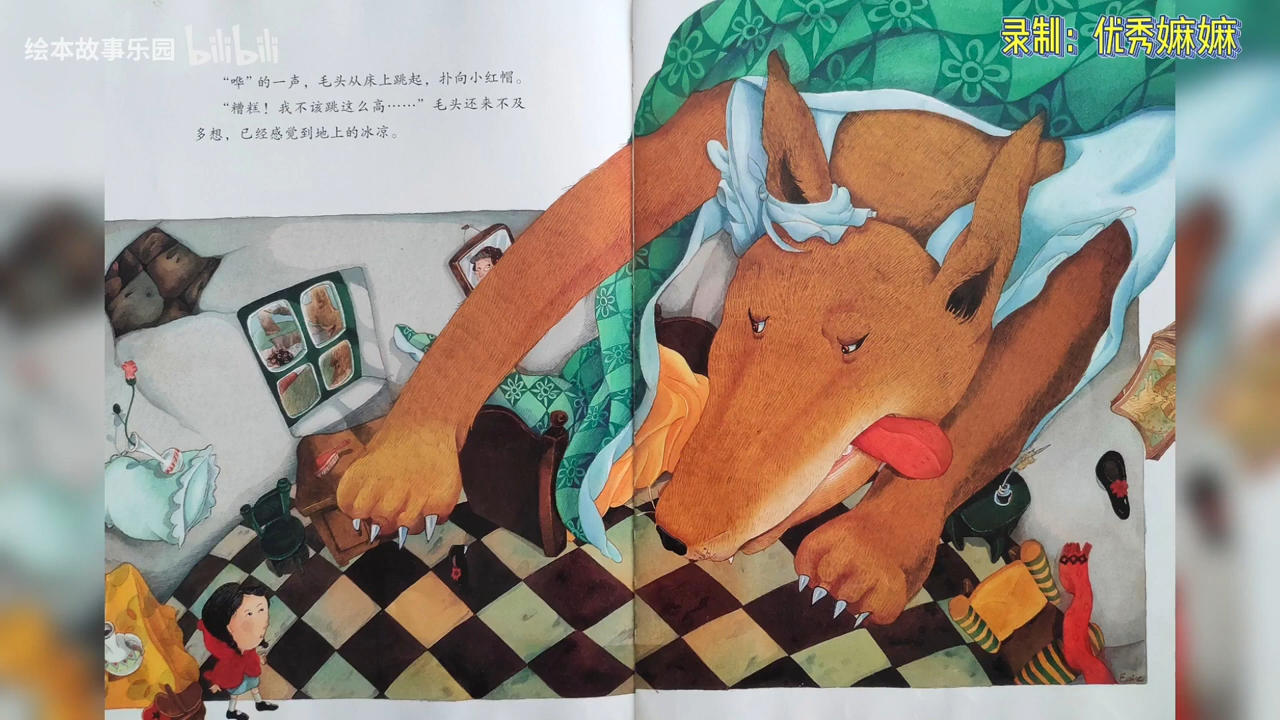 绘本故事乐园 bilibili
录制：优秀嫲嫲
“哗”的一声，毛头从床上跳起，扑向小红帽。
“糟糕！我不该跳这么高……”毛头还来不及
多想，已经感觉到地上的冰凉。